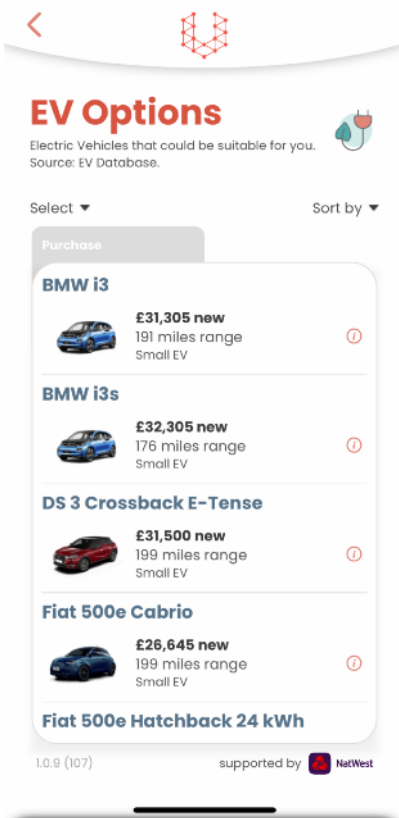 EV Options
Electric Vehicles that could be suitable for you.
Source: EV Database.
Select
Sort by
Purchase
BMW i3
£31,305 new
191 miles range
Small EV
BMW i3s
£32,305 new
176 miles range
Small EV
DS 3 Crossback E-Tense
£31,500 new
199 miles range
Small EV
Fiat 500e Cabrio
£26,645 new
199 miles range
Small EV
Fiat 500e Hatchback 24 kWh
1.0.9 (107)
supported by NatWest